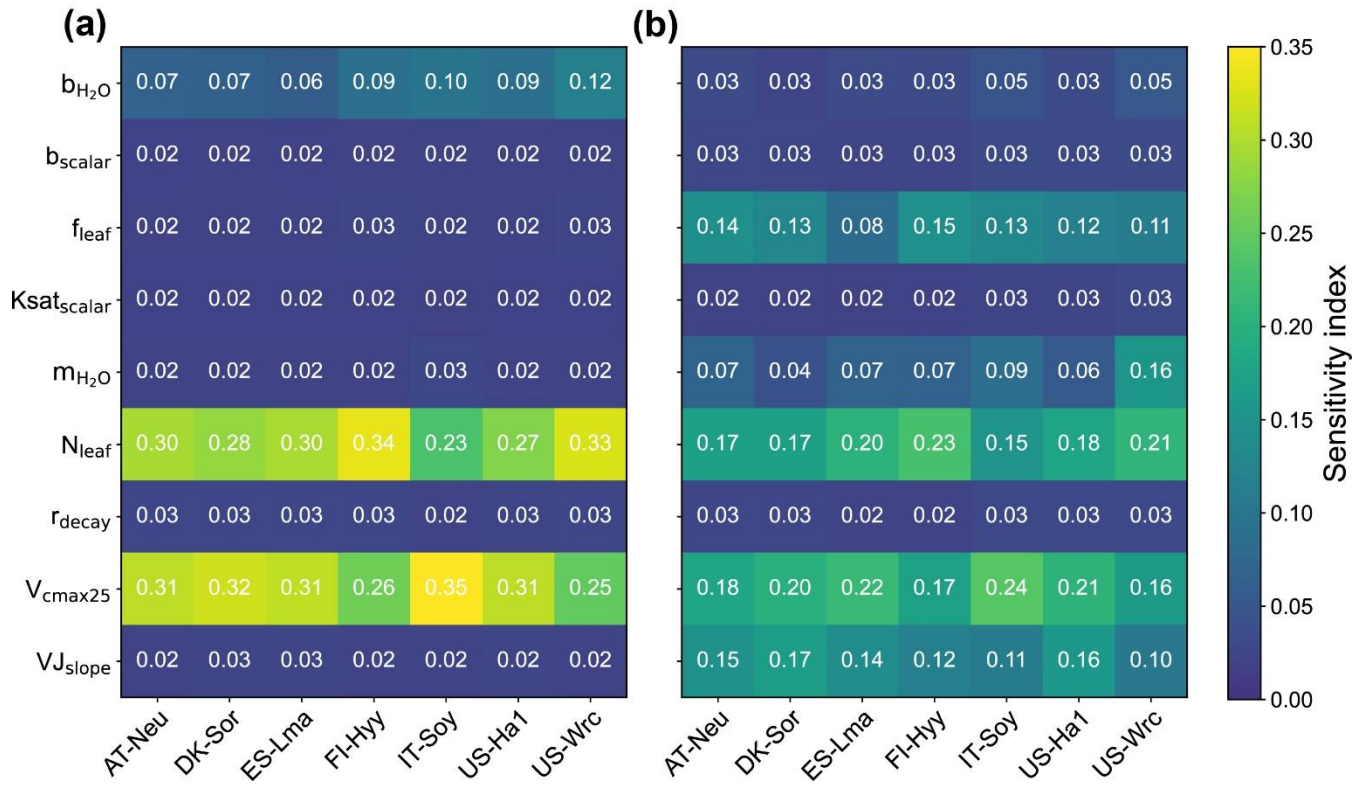 (a) (b)
b_H₂O 0.07 0.07 0.06 0.09 0.10 0.09 0.12 0.03 0.03 0.03 0.03 0.05 0.03 0.05 0.35
b_scalar 0.02 0.02 0.02 0.02 0.02 0.02 0.02 0.03 0.03 0.03 0.03 0.03 0.03 0.03 0.30
f_leaf 0.02 0.02 0.02 0.03 0.02 0.02 0.03 0.14 0.13 0.08 0.15 0.13 0.12 0.11 0.25
Ksat_scalar 0.02 0.02 0.02 0.02 0.02 0.02 0.02 0.02 0.02 0.02 0.02 0.03 0.03 0.03 0.20
m_H₂O 0.02 0.02 0.02 0.02 0.03 0.02 0.02 0.07 0.04 0.07 0.07 0.09 0.06 0.16 0.15
N_leaf 0.30 0.28 0.30 0.34 0.23 0.27 0.33 0.17 0.17 0.20 0.23 0.15 0.18 0.21 0.10
r_decay 0.03 0.03 0.03 0.03 0.02 0.03 0.03 0.03 0.03 0.02 0.02 0.03 0.03 0.03
V_cmax25 0.31 0.32 0.31 0.26 0.35 0.31 0.25 0.18 0.20 0.22 0.17 0.24 0.21 0.16 0.05
VJ_slope 0.02 0.03 0.03 0.02 0.02 0.02 0.02 0.15 0.17 0.14 0.12 0.11 0.16 0.10 0.00
AT-Neu DK-Sor ES-Lma FI-Hyy IT-Soy US-Ha1 US-Wrc AT-Neu DK-Sor ES-Lma FI-Hyy IT-Soy US-Ha1 US-Wrc
Sensitivity index